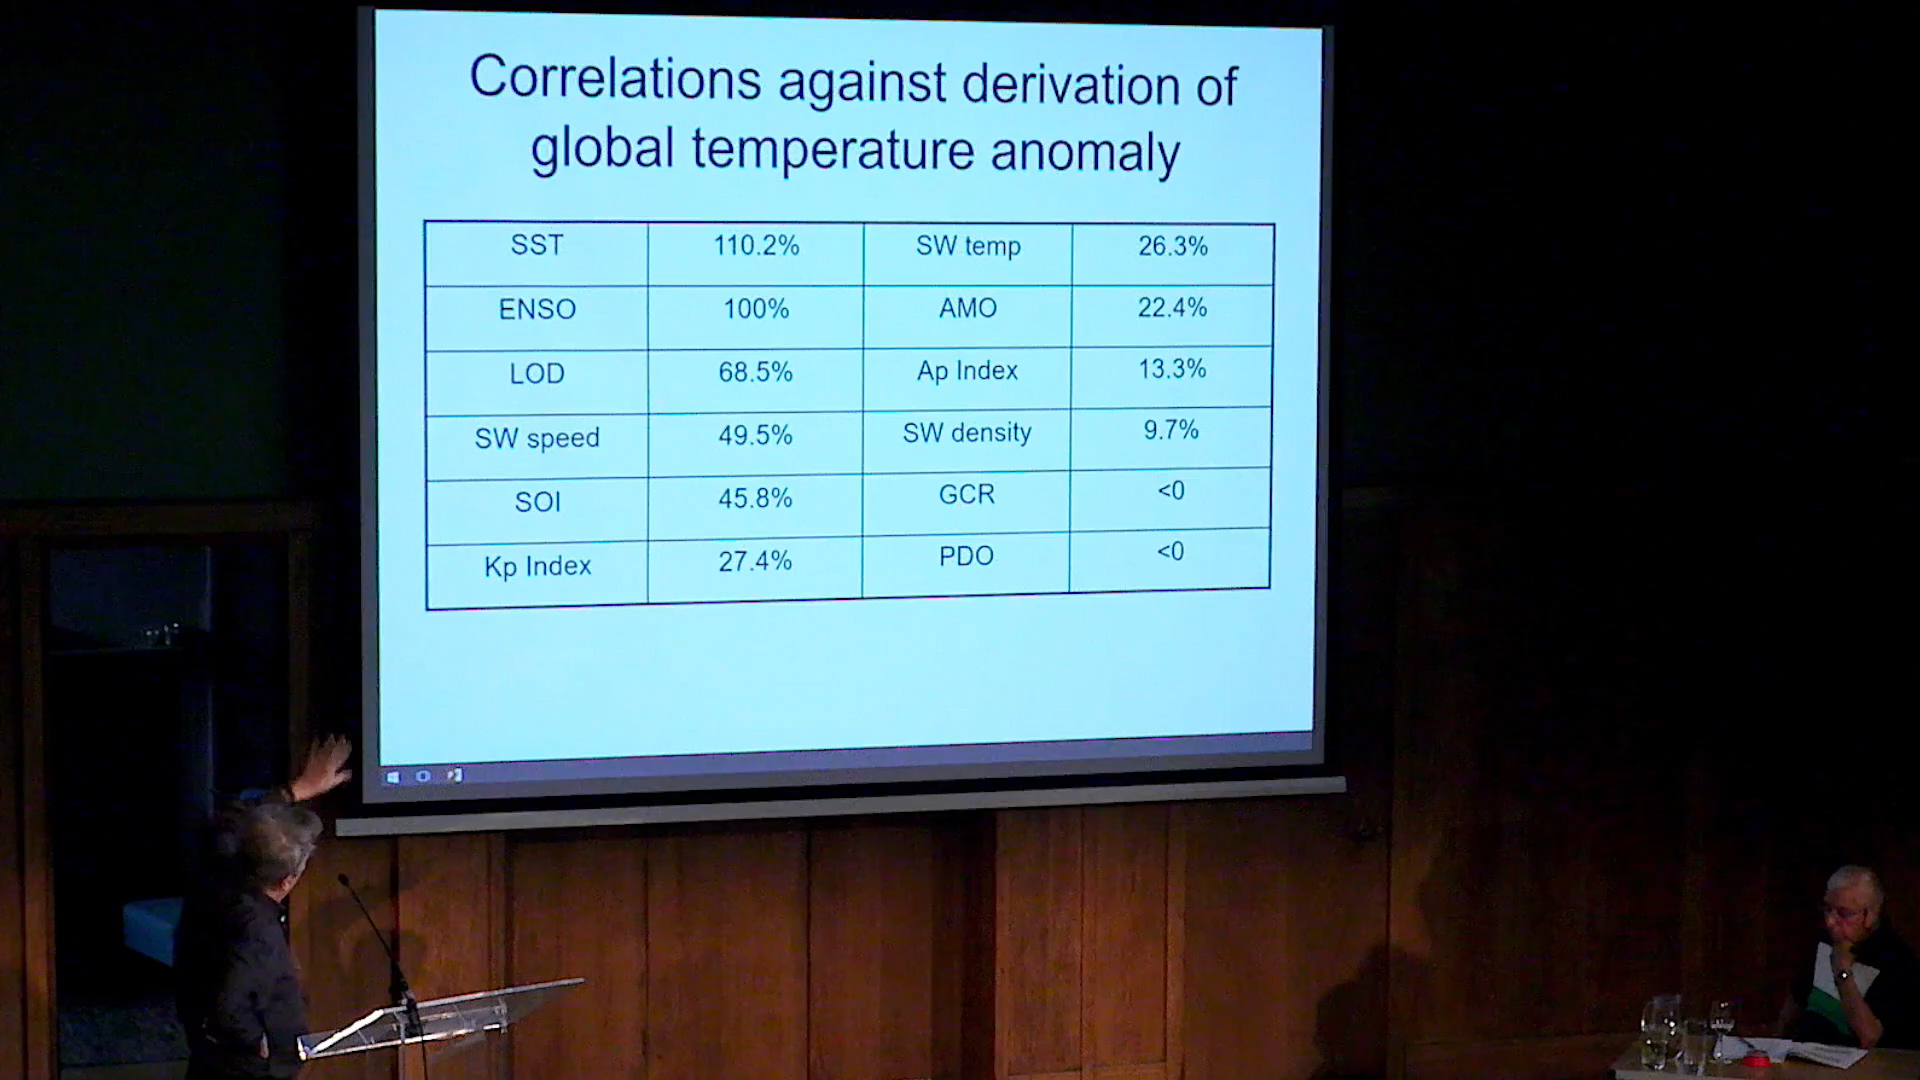 Correlations against derivation of
global temperature anomaly
SST 110.2% SW temp 26.3%
ENSO 100% AMO 22.4%
LOD 68.5% Ap Index 13.3%
SW speed 49.5% SW density 9.7%
SOI 45.8% GCR <0
Kp Index 27.4% PDO <0